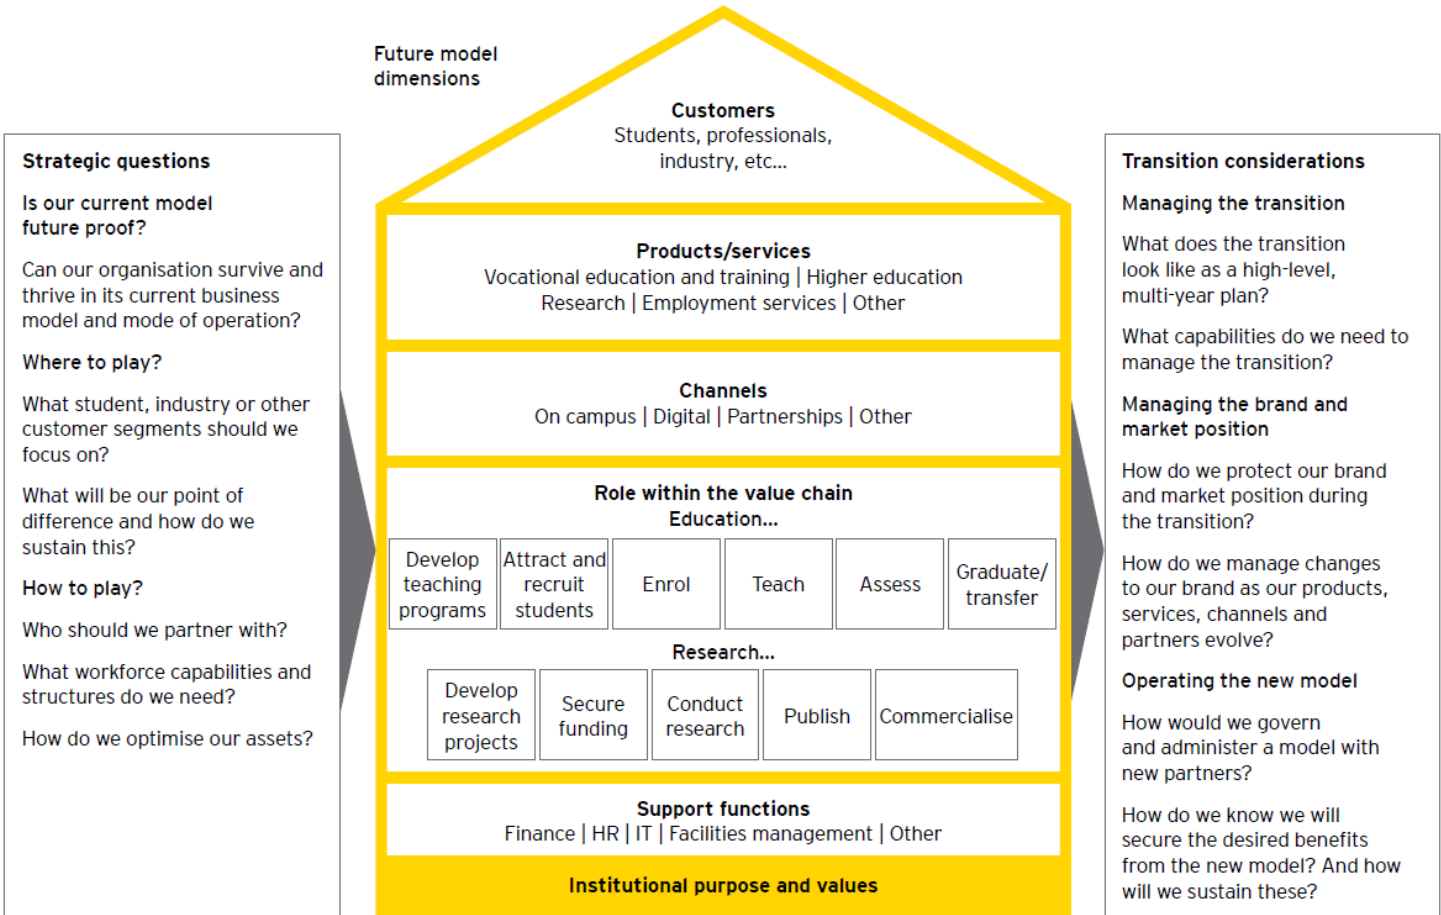 Future model
dimensions
Strategic questions
Is our current model
future proof?
Can our organisation survive and
thrive in its current business
model and mode of operation?
Where to play?
What student, industry or other
customer segments should we
focus on?
What will be our point of
difference and how do we
sustain this?
How to play?
Who should we partner with?
What workforce capabilities and
structures do we need?
How do we optimise our assets?
Customers
Students, professionals,
industry, etc...
Products/services
Vocational education and training | Higher education
Research | Employment services | Other
Channels
On campus | Digital | Partnerships | Other
Role within the value chain
Education...
Develop
teaching
programs
Attract and
recruit
students
Enrol
Teach
Assess
Graduate/
transfer
Research...
Develop
research
projects
Secure
funding
Conduct
research
Publish
Commercialise
Support functions
Finance | HR | IT | Facilities management | Other
Institutional purpose and values
Transition considerations
Managing the transition
What does the transition
look like as a high-level,
multi-year plan?
What capabilities do we need to
manage the transition?
Managing the brand and
market position
How do we protect our brand
and market position during
the transition?
How do we manage changes
to our brand as our products,
services, channels and
partners evolve?
Operating the new model
How would we govern
and administer a model with
new partners?
How do we know we will
secure the desired benefits
from the new model? And how
will we sustain these?